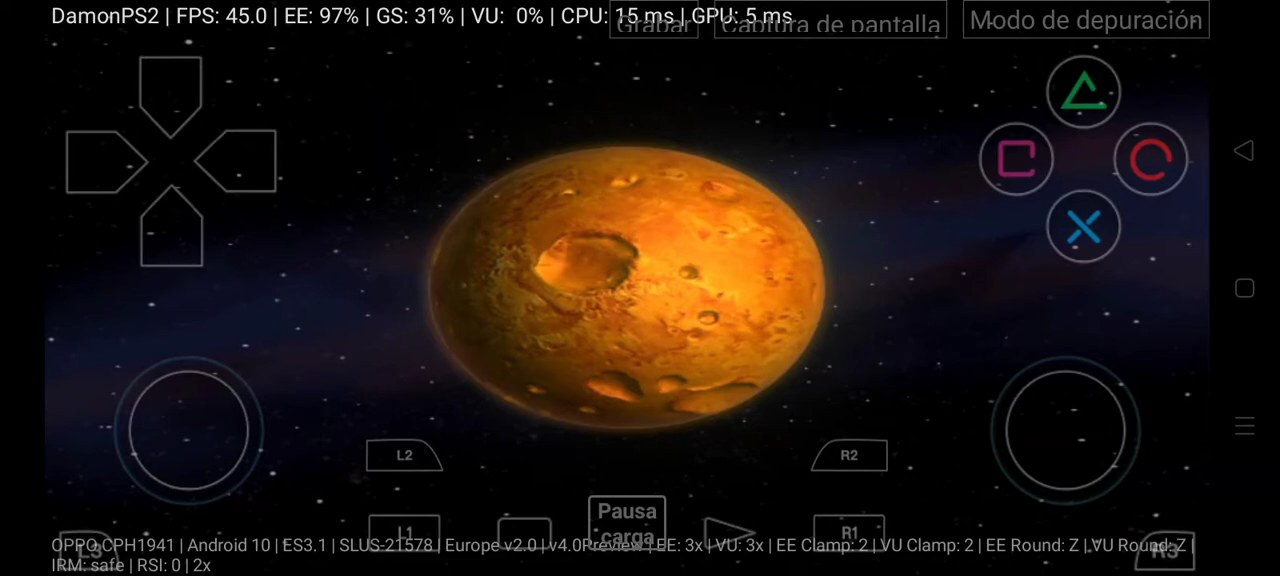 DamonPS2 | FPS: 45.0 | EE: 97% | GS: 31% | VU: 0% | CPU: 15 ms | GPU: 5 ms
Grabar
Captura de pantalla
Modo de depuración
L2
R2
Pausa
carga
L1
R1
L3
R3
OPPO CPH1941 | Android 10 | ES3.1 | SLUS-21578 | Europe v2.0 | v4.0Preview | EE: 3x | VU: 3x | EE Clamp: 2 | VU Clamp: 2 | EE Round: Z | VU Round: Z |
IRM: safe | RSI: 0 | 2x